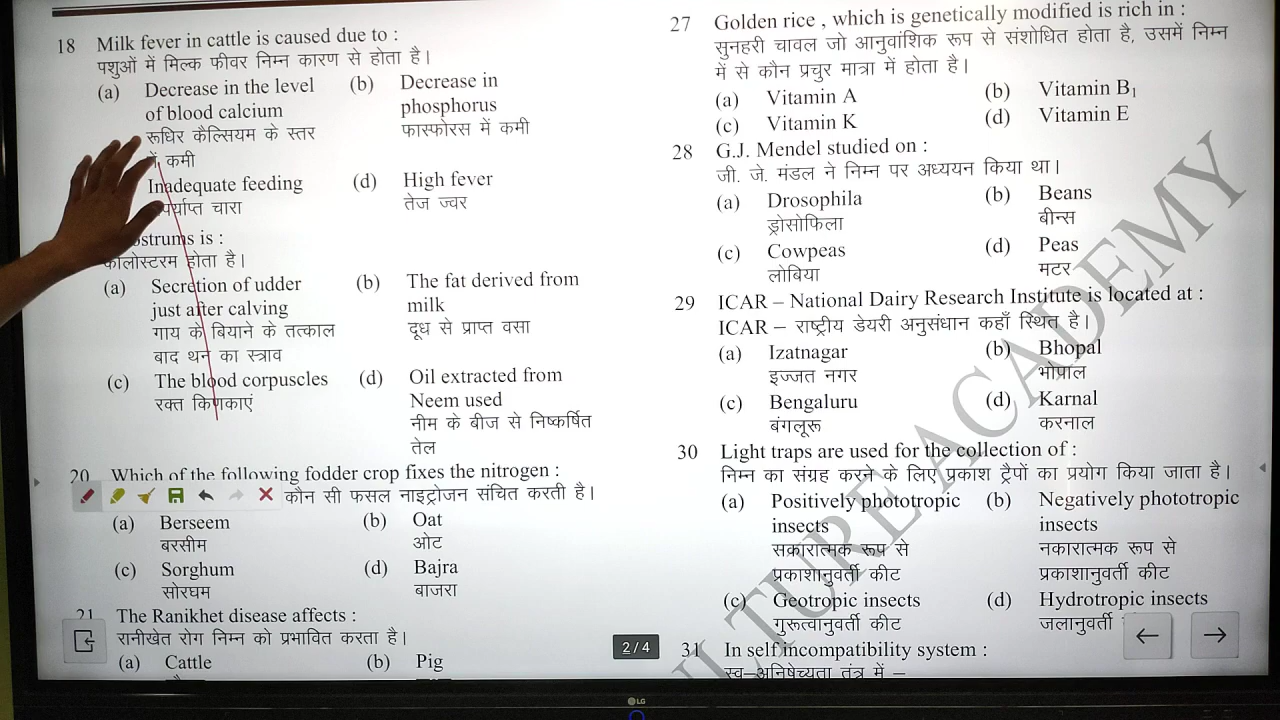 18 Milk fever in cattle is caused due to :
पशुओं में मिल्क फीवर निम्न कारण से होता है।
(a) Decrease in the level of blood calcium
रूधिर कैल्सियम के स्तर में कमी
(b) Decrease in phosphorus
फास्फोरस में कमी
Inadequate feeding
चारा
(d) High fever
तेज ज्वर
is :
कोलोस्टरम होता है।
(a) Secretion of udder just after calving
गाय के बियाने के तत्काल बाद थन का स्त्राव
(b) The fat derived from milk
दूध से प्राप्त वसा
(c) The blood corpuscles
रक्त किणकाएं
(d) Oil extracted from Neem used
नीम के बीज से निष्कर्षित तेल
20 Which of the following fodder crop fixes the nitrogen :
कौन सी फसल नाइट्रोजन संचित करती है।
(a) Berseem
बरसीम
(b) Oat
ओट
(c) Sorghum
सोरघम
(d) Bajra
बाजरा
21 The Ranikhet disease affects :
रानीखेत रोग निम्न को प्रभावित करता है।
(a) Cattle
(b) Pig
27 Golden rice , which is genetically modified is rich in :
सुनहरी चावल जो आनुवांशिक रूप से संशोधित होता है, उसमें निम्न
में से कौन प्रचुर मात्रा में होता है।
(a) Vitamin A
(b) Vitamin B₁
(c) Vitamin K
(d) Vitamin E
28 G.J. Mendel studied on :
जी. जे. मंडल ने निम्न पर अध्ययन किया था।
(a) Drosophila
ड्रोसोफिला
(b) Beans
बीन्स
(c) Cowpeas
लोबिया
(d) Peas
मटर
29 ICAR – National Dairy Research Institute is located at :
ICAR – राष्ट्रीय डेयरी अनुसंधान कहाँ स्थित है।
(a) Izatnagar
इज्जत नगर
(b) Bhopal
भोपाल
(c) Bengaluru
बंगलूरू
(d) Karnal
करनाल
30 Light traps are used for the collection of :
निम्न का संग्रह करने के लिए प्रकाश ट्रैपों का प्रयोग किया जाता है।
(a) Positively phototropic insects
सकारात्मक रूप से प्रकाशानुवर्ती कीट
(b) Negatively phototropic insects
नकारात्मक रूप से प्रकाशानुवर्ती कीट
(c) Geotropic insects
गुरूत्वानुवर्ती कीट
(d) Hydrotropic insects
जलानुवर्ती
31 In self incompatibility system :
स्व–अनिषेच्यता तंत्र में –
2/4
LG
ACADEMY